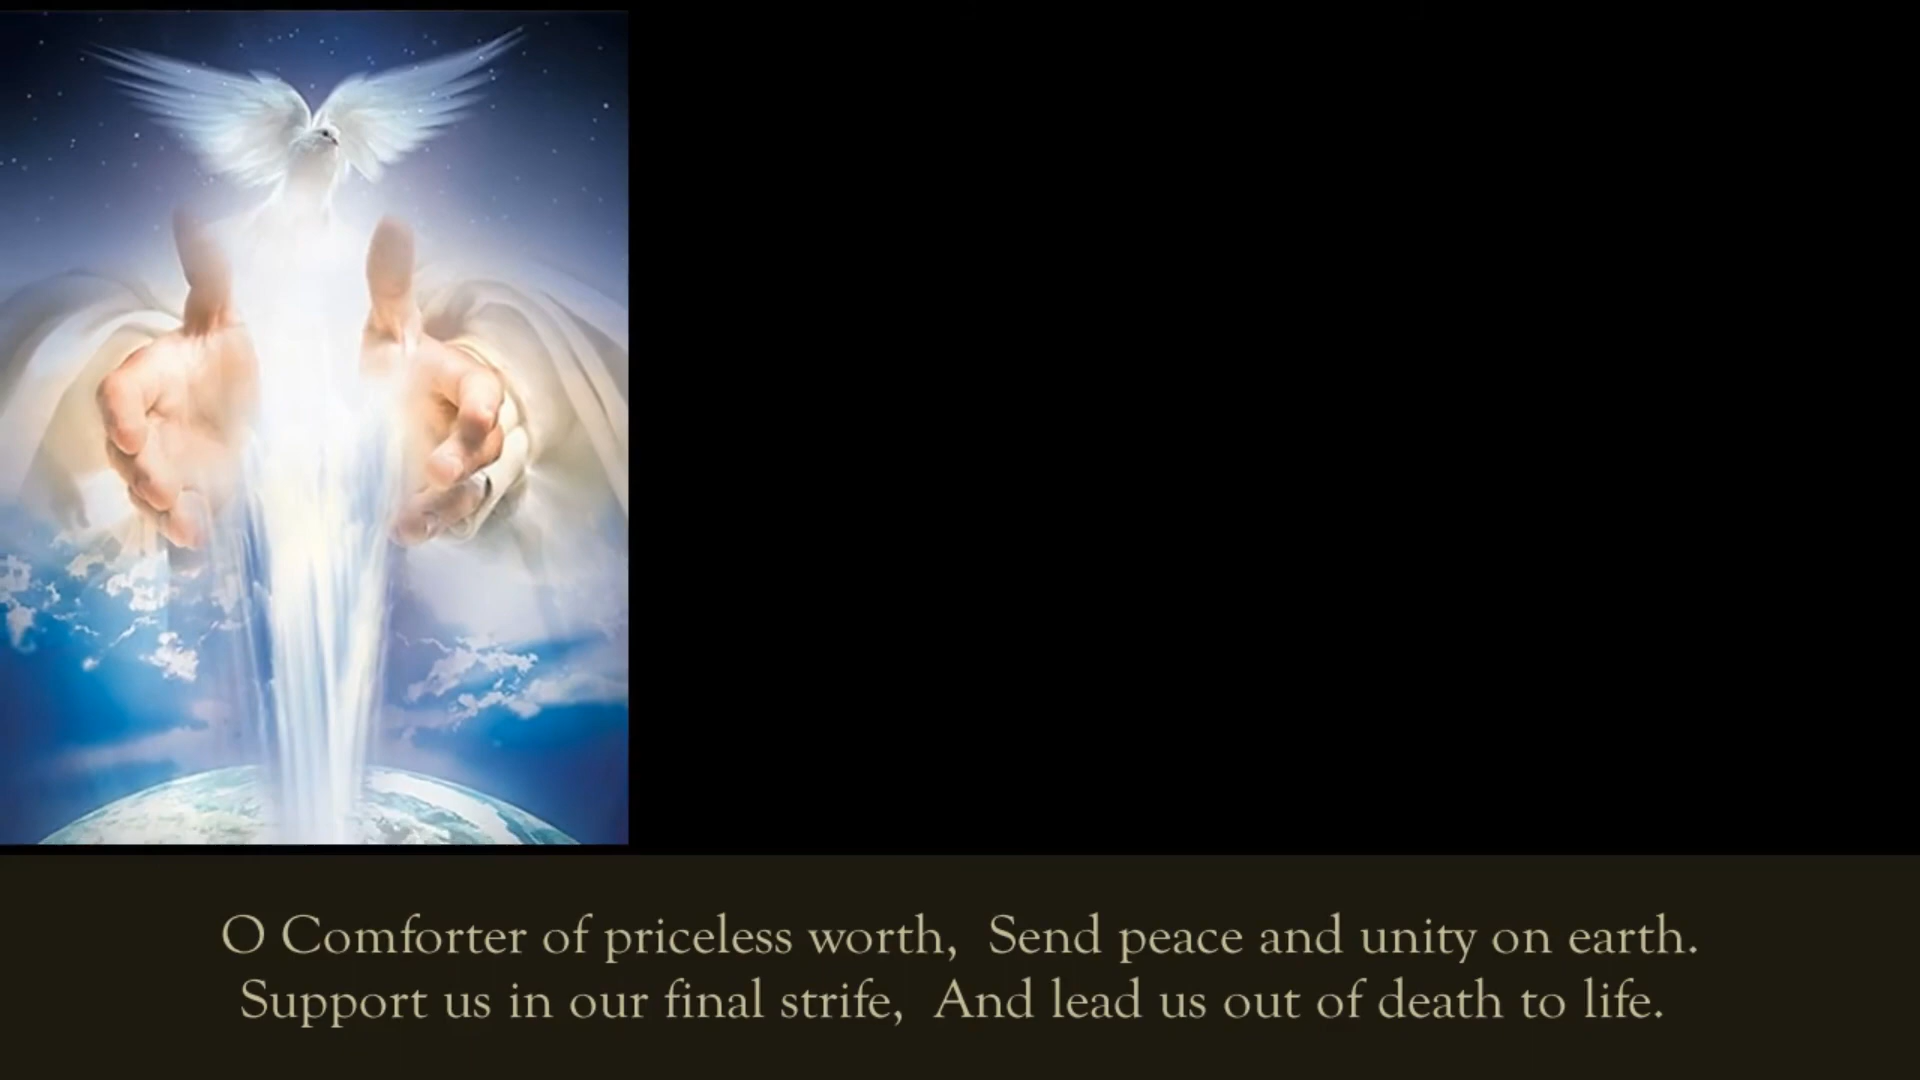 O Comforter of priceless worth, Send peace and unity on earth.
Support us in our final strife, And lead us out of death to life.